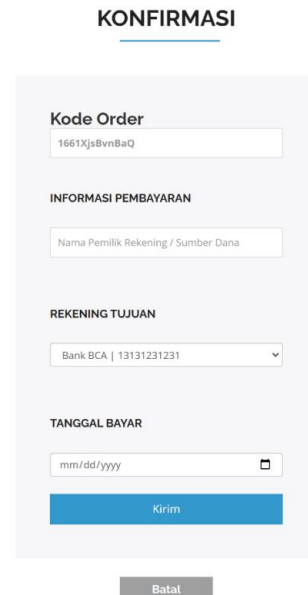 KONFIRMASI
Kode Order
1661XjsBvnBaQ
INFORMASI PEMBAYARAN
Nama Pemilik Rekening / Sumber Dana
REKENING TUJUAN
Bank BCA | 13131231231
TANGGAL BAYAR
mm/dd/yyyy
Kirim
Batal